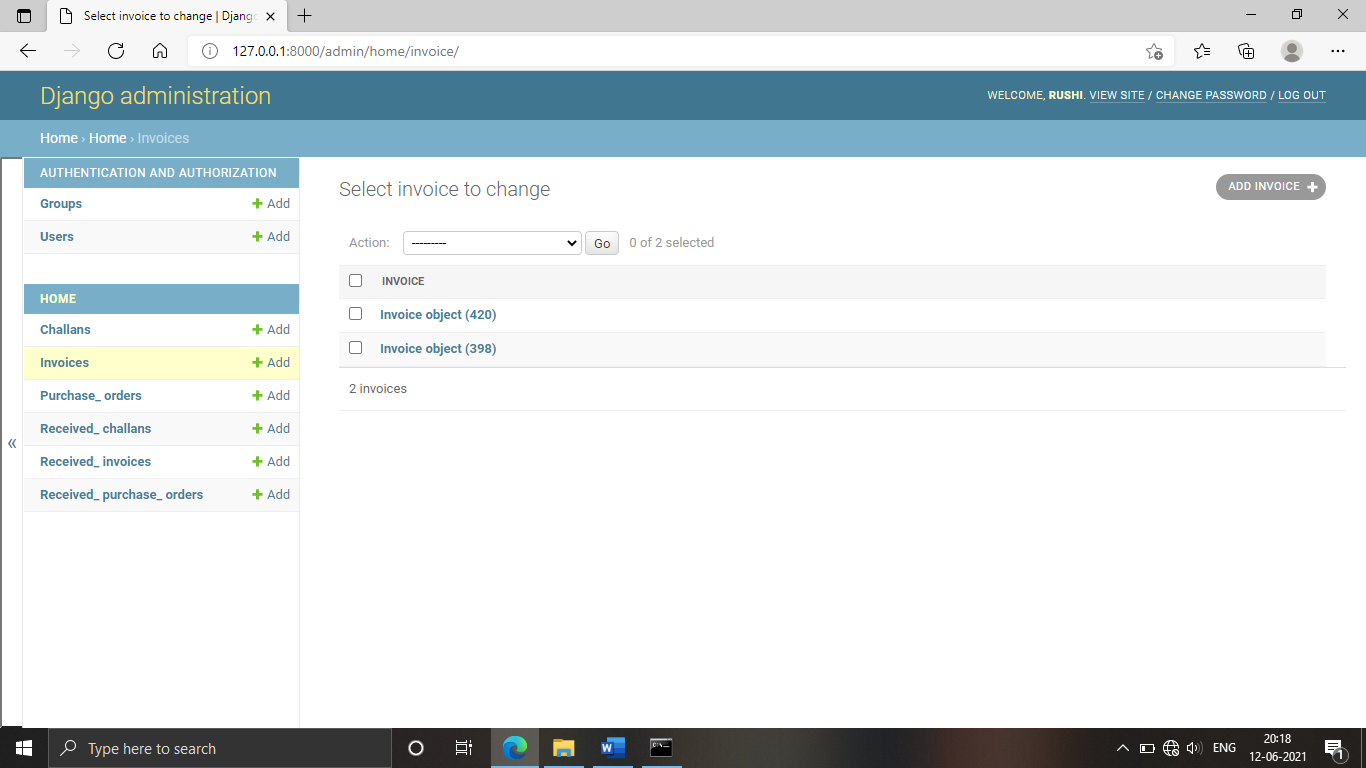 Select invoice to change | Djang
127.0.0.1:8000/admin/home/invoice/
Django administration
WELCOME, RUSHI. VIEW SITE / CHANGE PASSWORD / LOG OUT
Home › Home › Invoices
AUTHENTICATION AND AUTHORIZATION
Groups + Add
Users + Add
HOME
Challans + Add
Invoices + Add
Purchase_ orders + Add
Received_ challans + Add
Received_ invoices + Add
Received_ purchase_ orders + Add
«
Select invoice to change
ADD INVOICE +
Action: --------- Go 0 of 2 selected
INVOICE
Invoice object (420)
Invoice object (398)
2 invoices
Type here to search
ENG
20:18
12-06-2021
1